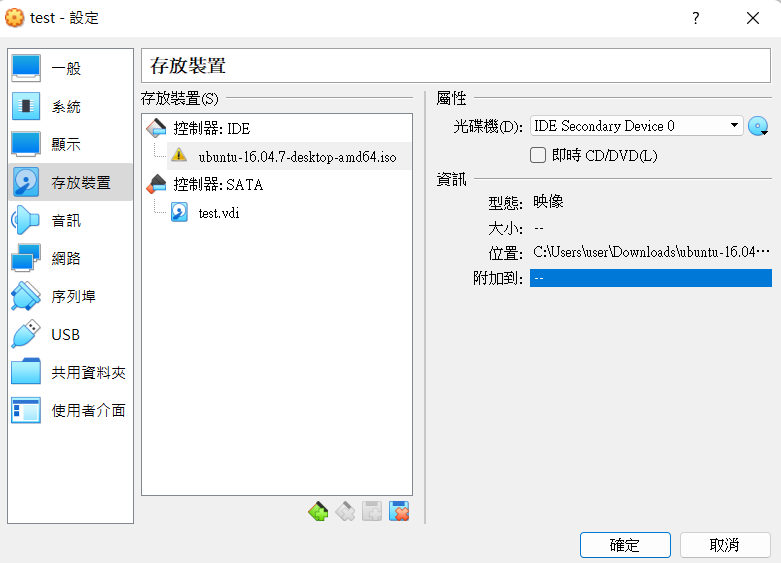 test - 設定
?
一般
系統
顯示
存放裝置
音訊
網路
序列埠
USB
共用資料夾
使用者介面
存放裝置
存放裝置(S)
控制器: IDE
ubuntu-16.04.7-desktop-amd64.iso
控制器: SATA
test.vdi
屬性
光碟機(D): IDE Secondary Device 0
即時 CD/DVD(L)
資訊
型態: 映像
大小: --
位置: C:\Users\user\Downloads\ubuntu-16.04⋯
附加到: --
確定
取消